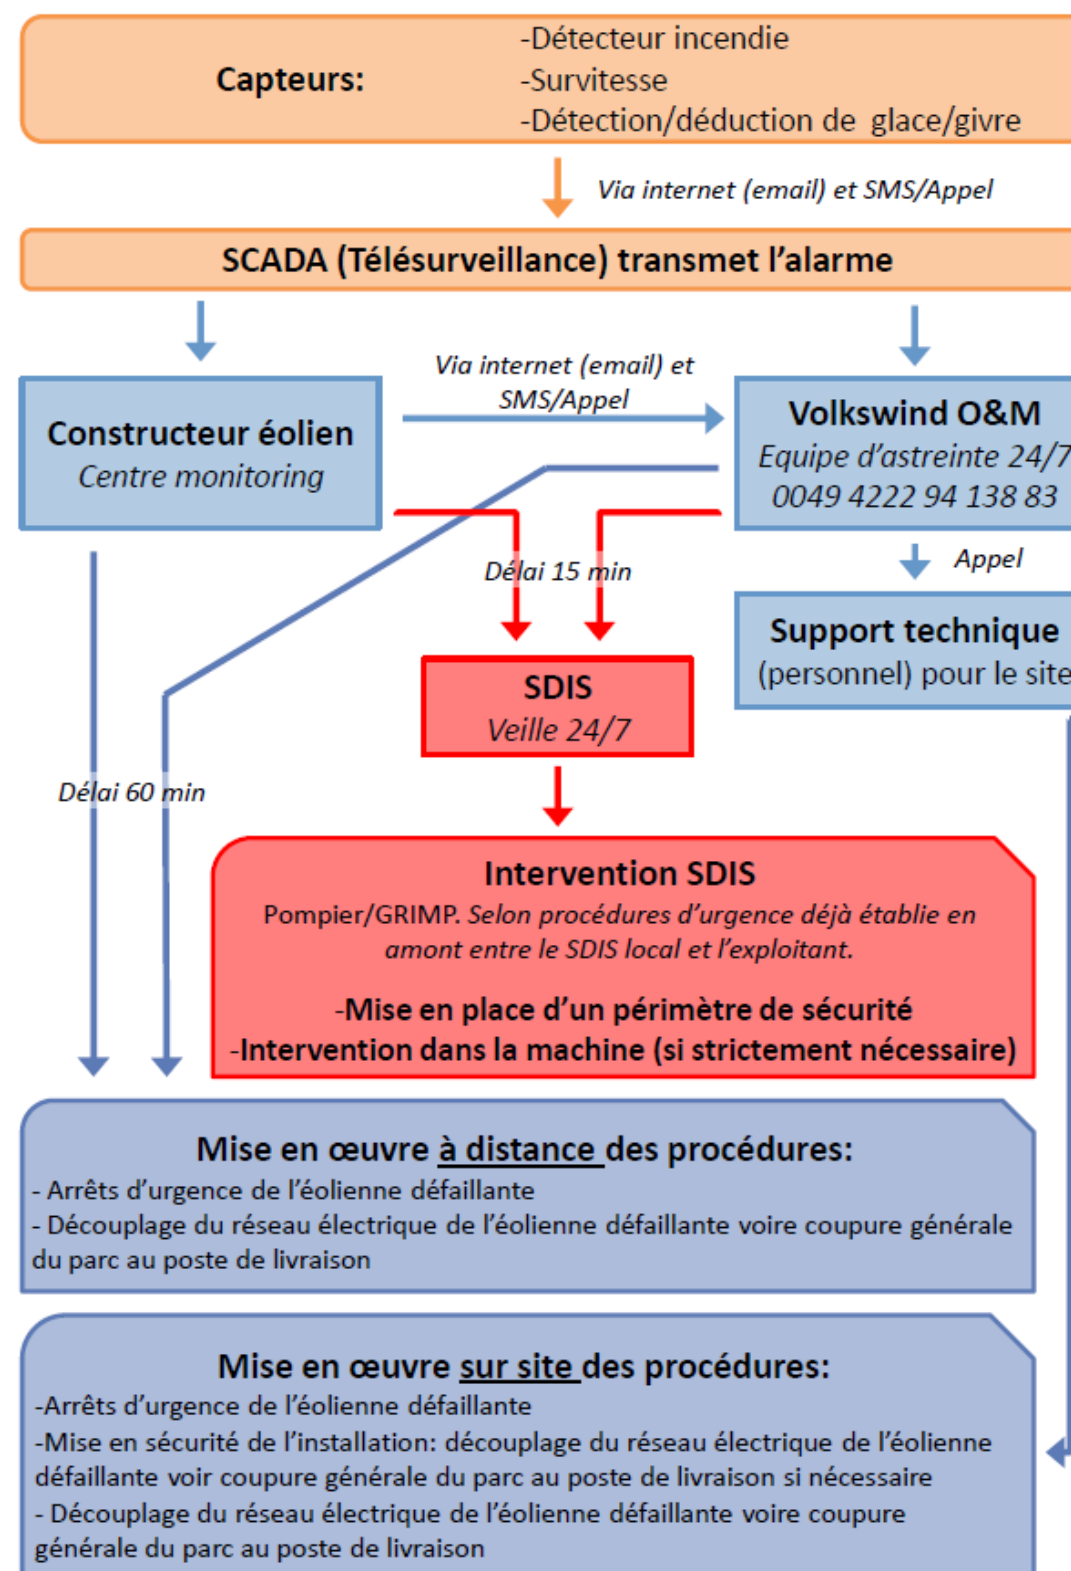 Capteurs:
-Détecteur incendie
-Survitesse
-Détection/déduction de glace/givre
Via internet (email) et SMS/Appel
SCADA (Télésurveillance) transmet l'alarme
Via internet (email) et
SMS/Appel
Constructeur éolien
Centre monitoring
Volkswind O&M
Equipe d'astreinte 24/7
0049 4222 94 138 83
Appel
Délai 15 min
Support technique
(personnel) pour le site
SDIS
Veille 24/7
Délai 60 min
Intervention SDIS
Pompier/GRIMP. Selon procédures d'urgence déjà établie en
amont entre le SDIS local et l'exploitant.
-Mise en place d'un périmètre de sécurité
-Intervention dans la machine (si strictement nécessaire)
Mise en œuvre à distance des procédures:
- Arrêts d'urgence de l'éolienne défaillante
- Découplage du réseau électrique de l'éolienne défaillante voire coupure générale
du parc au poste de livraison
Mise en œuvre sur site des procédures:
-Arrêts d'urgence de l'éolienne défaillante
-Mise en sécurité de l'installation: découplage du réseau électrique de l'éolienne
défaillante voir coupure générale du parc au poste de livraison si nécessaire
- Découplage du réseau électrique de l'éolienne défaillante voire coupure
générale du parc au poste de livraison